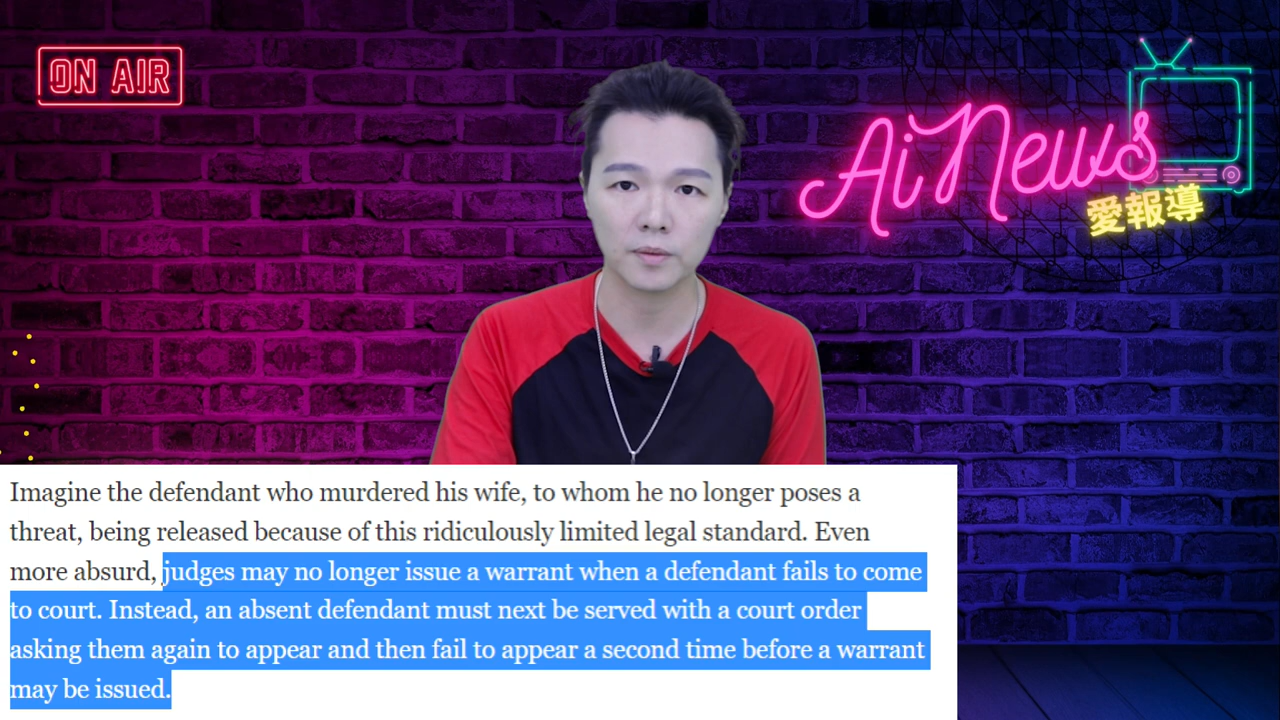 ON AIR
Ai News
愛報導
Imagine the defendant who murdered his wife, to whom he no longer poses a
threat, being released because of this ridiculously limited legal standard. Even
more absurd, judges may no longer issue a warrant when a defendant fails to come
to court. Instead, an absent defendant must next be served with a court order
asking them again to appear and then fail to appear a second time before a warrant
may be issued.